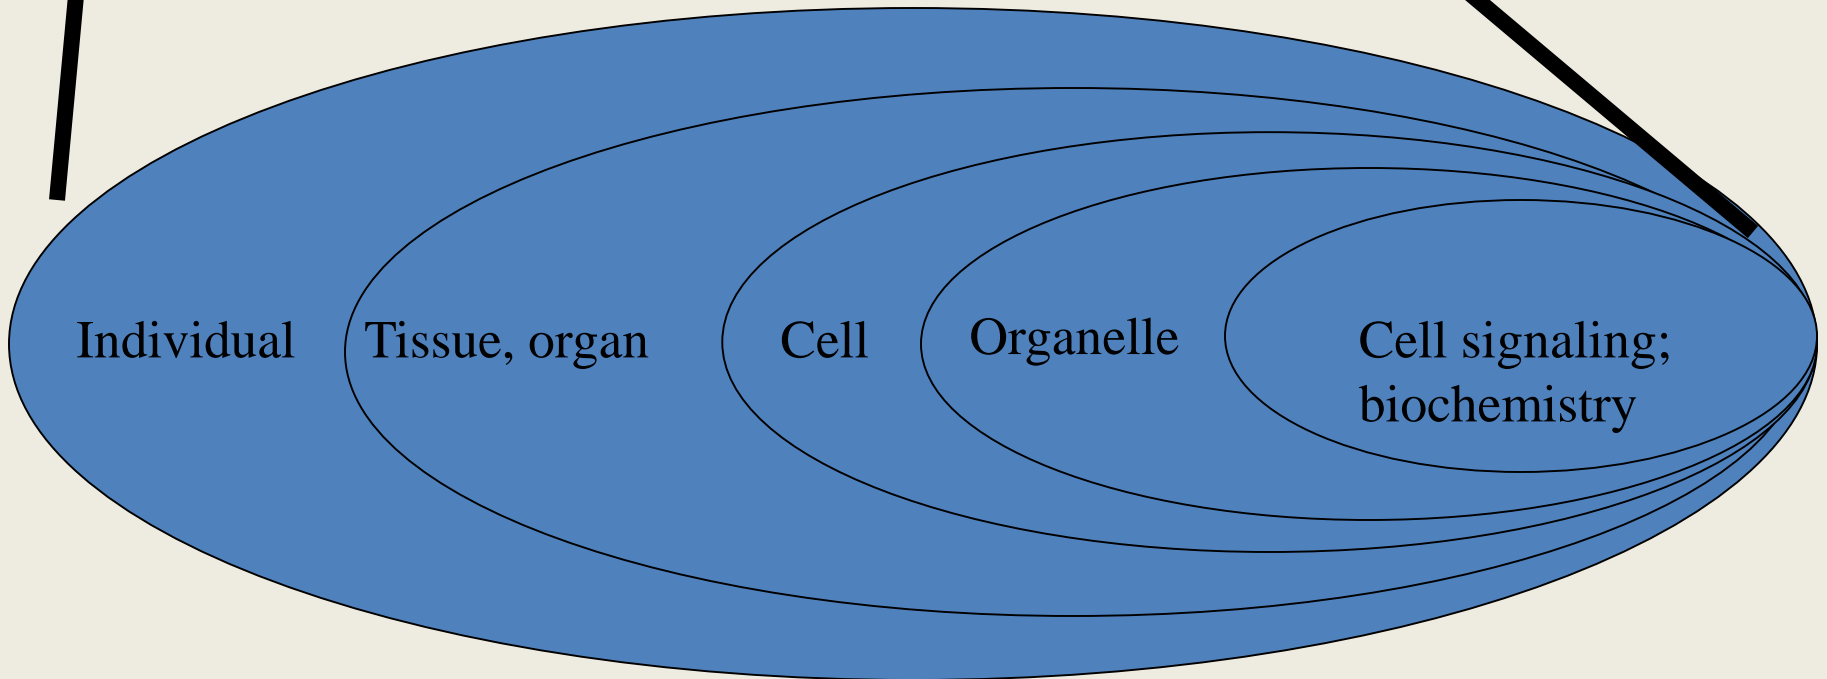 Individual
Tissue, organ
Cell
Organelle
Cell signaling;
biochemistry